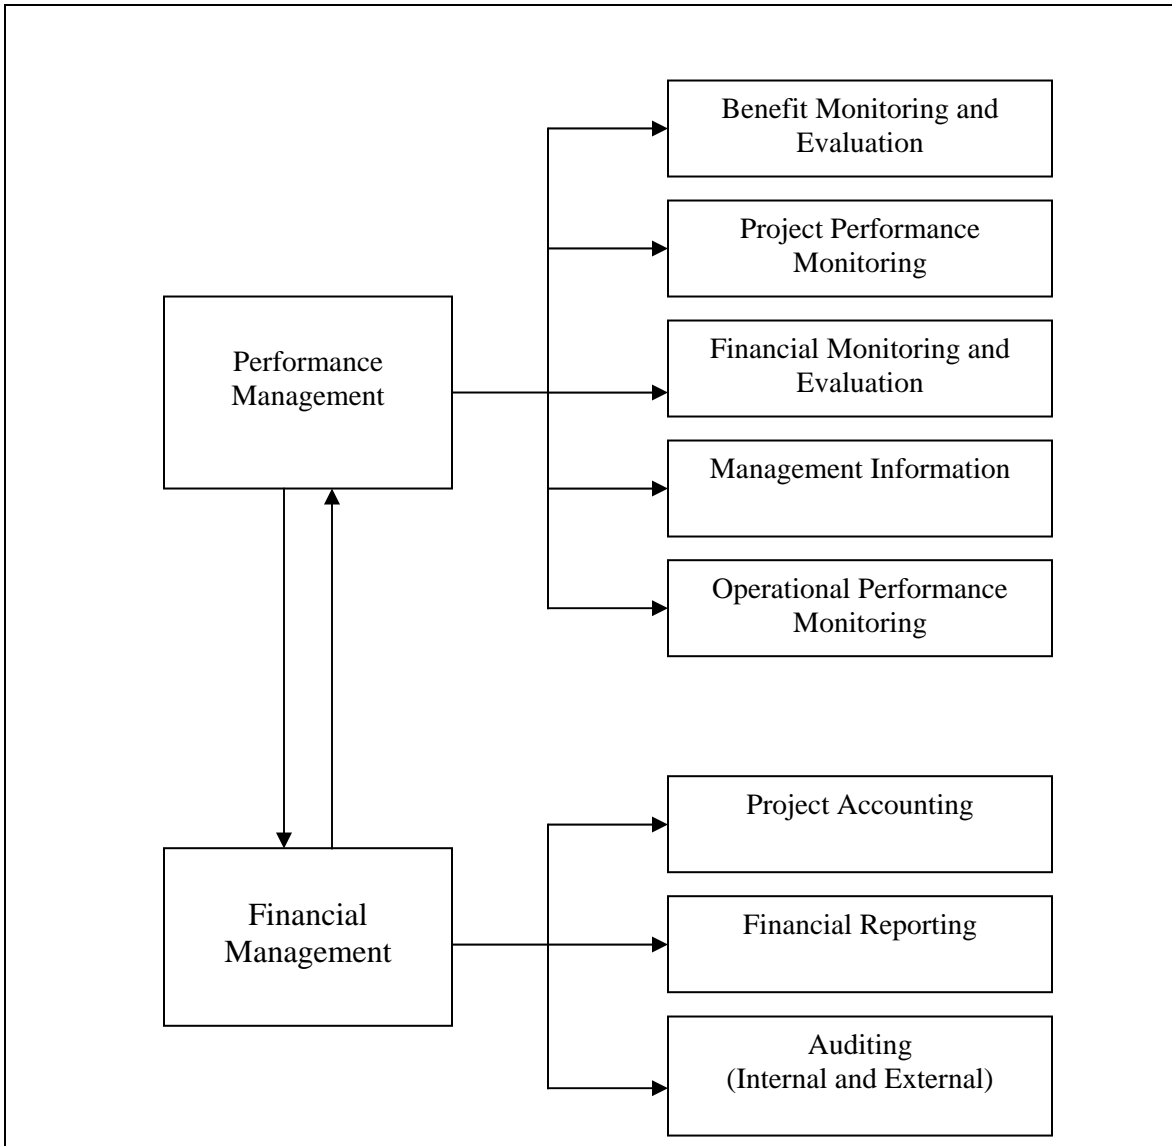 Benefit Monitoring and
Evaluation
Project Performance
Monitoring
Performance
Management
Financial Monitoring and
Evaluation
Management Information
Operational Performance
Monitoring
Project Accounting
Financial
Management
Financial Reporting
Auditing
(Internal and External)